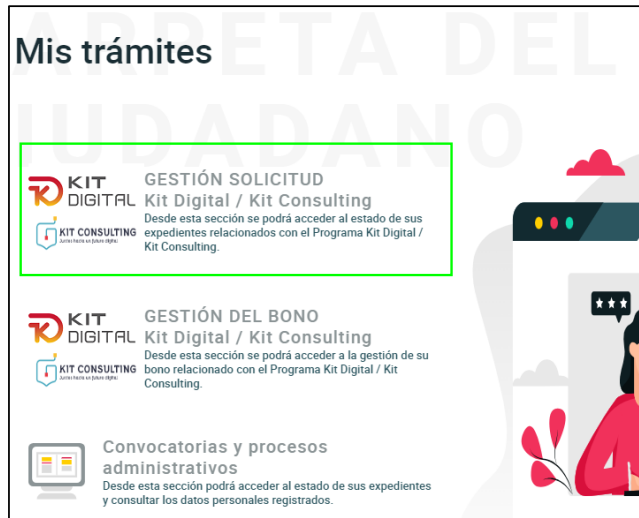 CARPETA DEL
CIUDADANO
Mis trámites
KIT
DIGITAL
KIT CONSULTING
GESTIÓN SOLICITUD
Kit Digital / Kit Consulting
Desde esta sección se podrá acceder al estado de sus
expedientes relacionados con el Programa Kit Digital /
Kit Consulting.
KIT
DIGITAL
KIT CONSULTING
GESTIÓN DEL BONO
Kit Digital / Kit Consulting
Desde esta sección se podrá acceder a la gestión de su
bono relacionado con el Programa Kit Digital / Kit
Consulting.
Convocatorias y procesos
administrativos
Desde esta sección podrá acceder al estado de sus expedientes
y consultar los datos personales registrados.